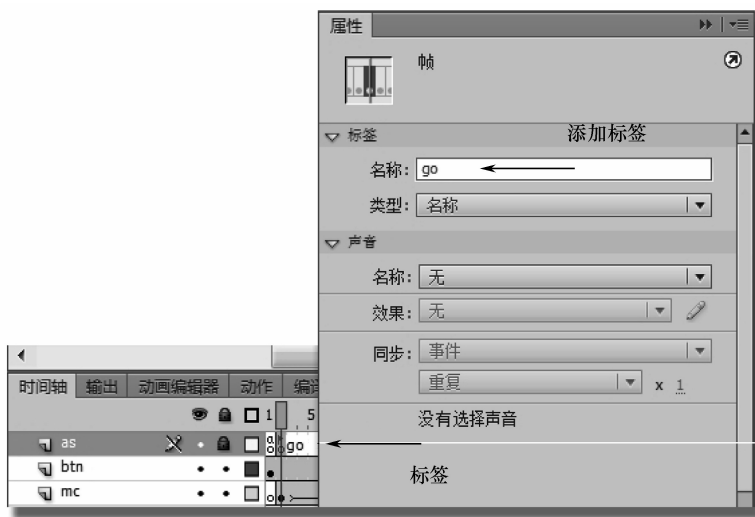 属性
帧
标签
添加标签
名称: go
类型: 名称
声音
名称: 无
效果: 无
同步: 事件
重复 x 1
没有选择声音
时间轴 输出 动画编辑器 动作
1 5
as go
btn
mc
标签